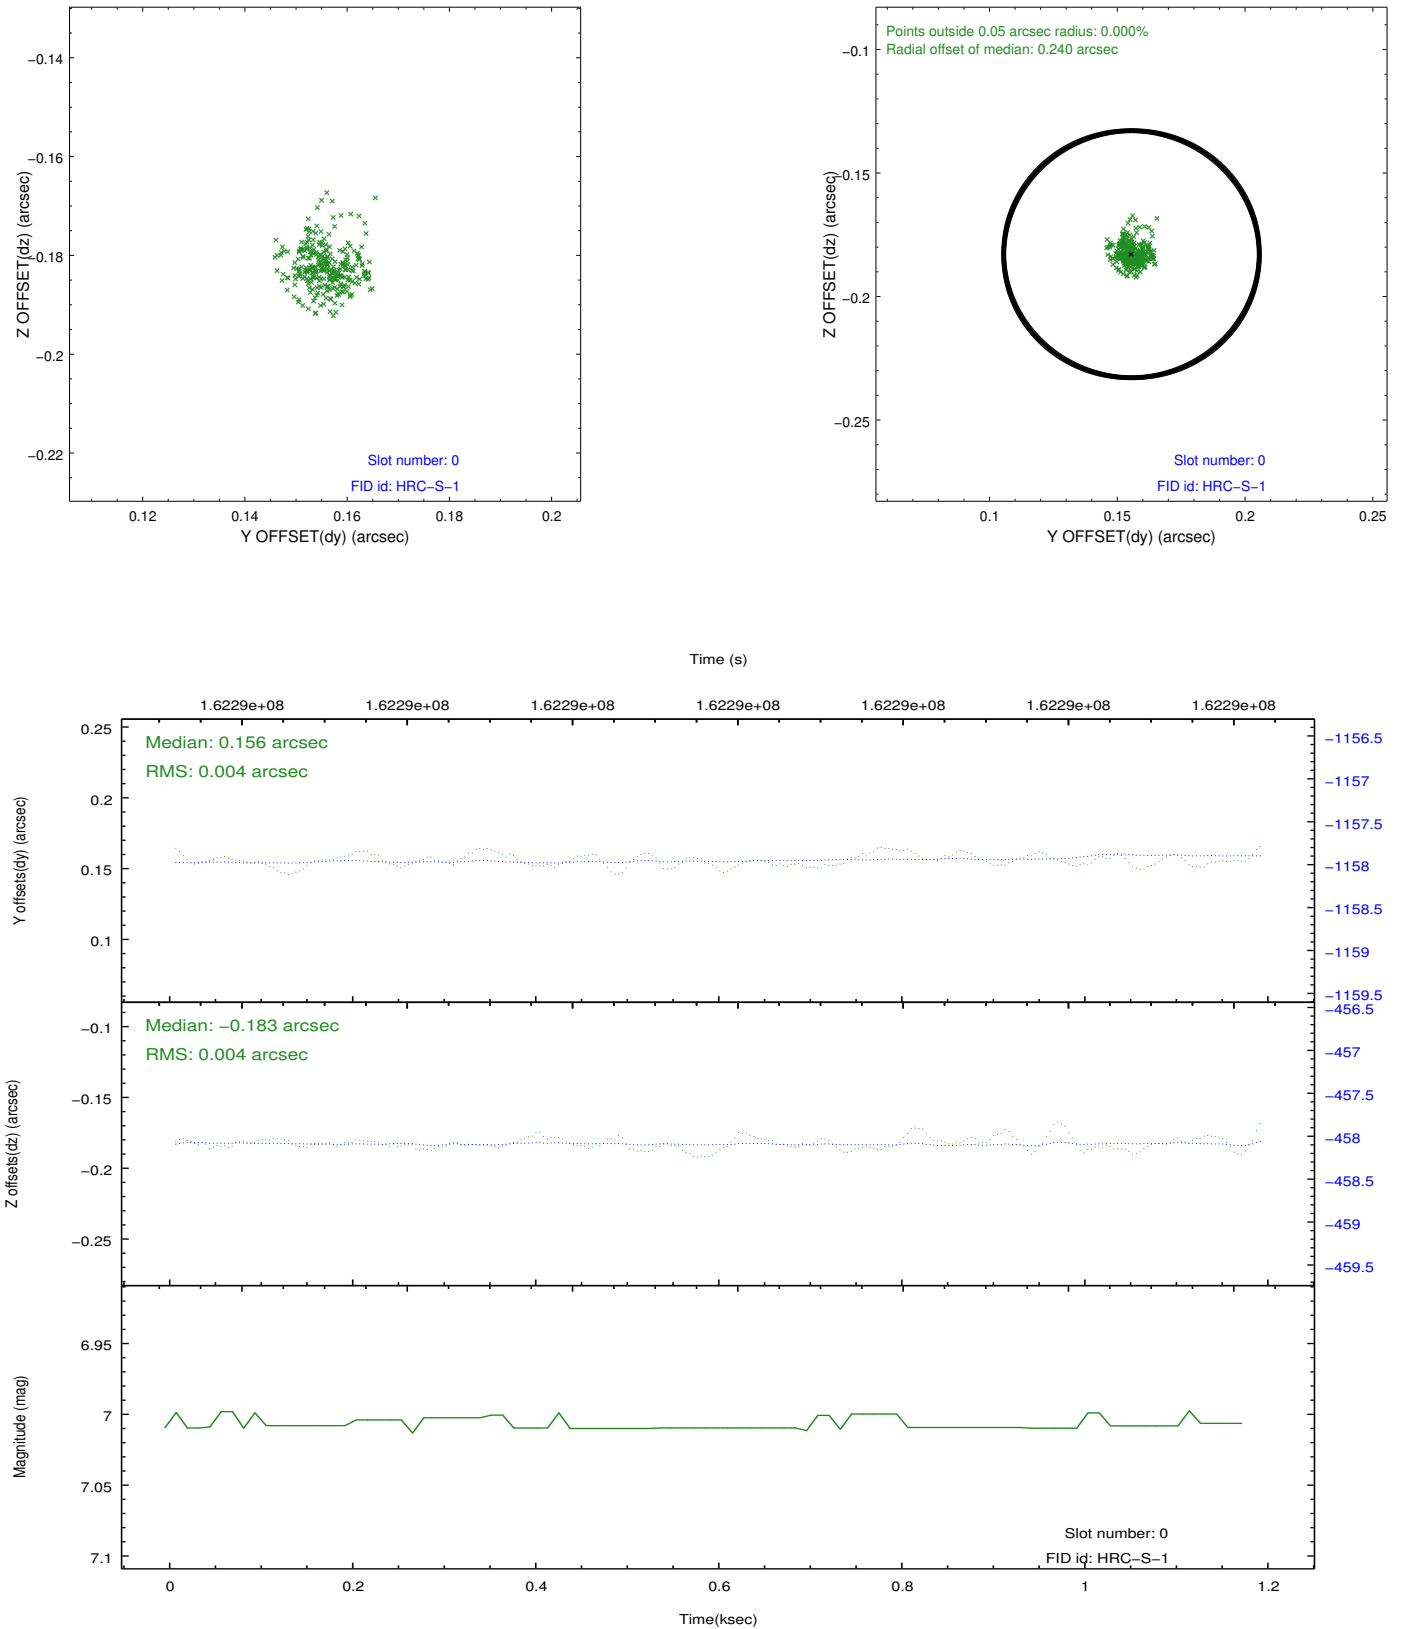 −0.14
−0.16
−0.18
−0.2
−0.22
Z OFFSET(dz) (arcsec)
Slot number: 0
FID id: HRC−S−1
0.12 0.14 0.16 0.18 0.2
Y OFFSET(dy) (arcsec)
Points outside 0.05 arcsec radius: 0.000%
Radial offset of median: 0.240 arcsec
−0.1
−0.15
−0.2
−0.25
Z OFFSET(dz) (arcsec)
Slot number: 0
FID id: HRC−S−1
0.1 0.15 0.2 0.25
Y OFFSET(dy) (arcsec)
Time (s)
1.6229e+08 1.6229e+08 1.6229e+08 1.6229e+08 1.6229e+08 1.6229e+08 1.6229e+08
Median: 0.156 arcsec
RMS: 0.004 arcsec
0.25
0.2
0.15
0.1
Y offsets(dy) (arcsec)
−1156.5
−1157
−1157.5
−1158
−1158.5
−1159
−1159.5
Median: −0.183 arcsec
RMS: 0.004 arcsec
−0.1
−0.15
−0.2
−0.25
Z offsets(dz) (arcsec)
−456.5
−457
−457.5
−458
−458.5
−459
−459.5
6.95
7
7.05
7.1
Magnitude (mag)
Slot number: 0
FID id: HRC−S−1
0 0.2 0.4 0.6 0.8 1 1.2
Time(ksec)